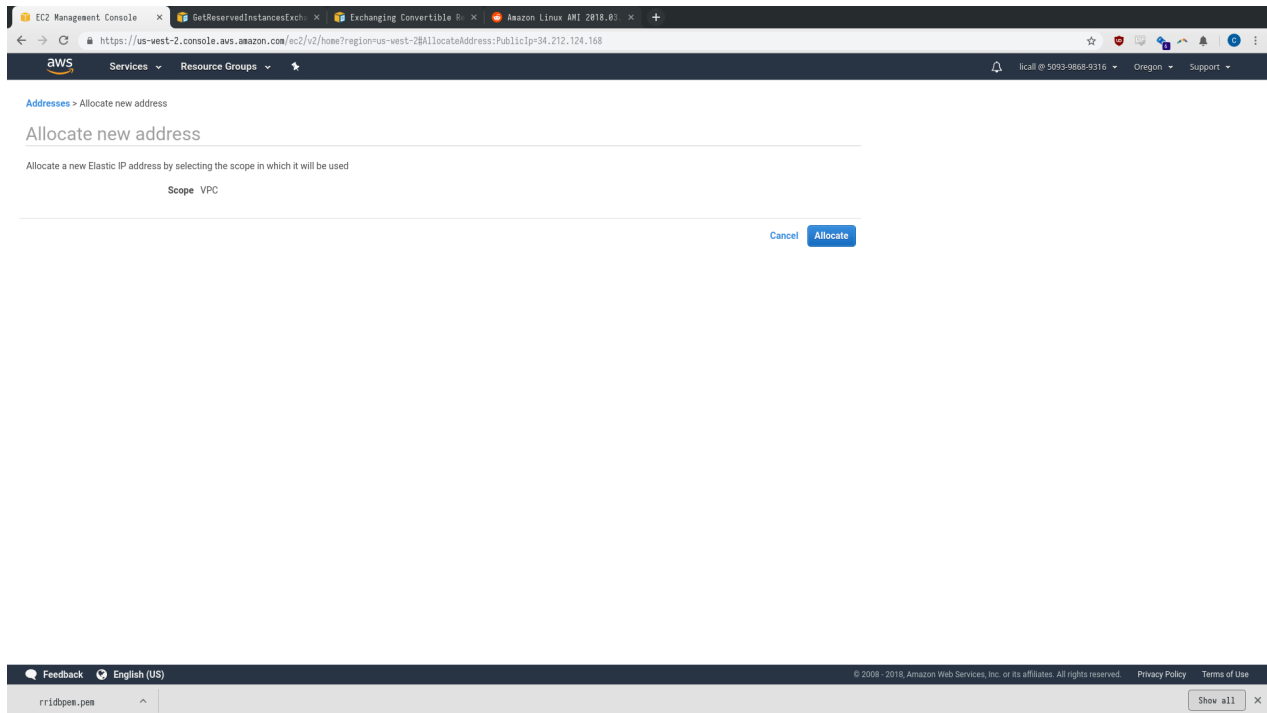 EC2 Management Console
GetReservedInstancesExcha
Exchanging Convertible Re
Amazon Linux AMI 2018.03.
https://us-west-2.console.aws.amazon.com/ec2/v2/home?region=us-west-2#AllocateAddress:PublicIp=34.212.124.168
C
aws Services Resource Groups licall @ 5093-9868-9316 Oregon Support
Addresses > Allocate new address
Allocate new address
Allocate a new Elastic IP address by selecting the scope in which it will be used
Scope VPC
Cancel Allocate
Feedback English (US) © 2008 - 2018, Amazon Web Services, Inc. or its affiliates. All rights reserved. Privacy Policy Terms of Use
rridbpem.pem Show all